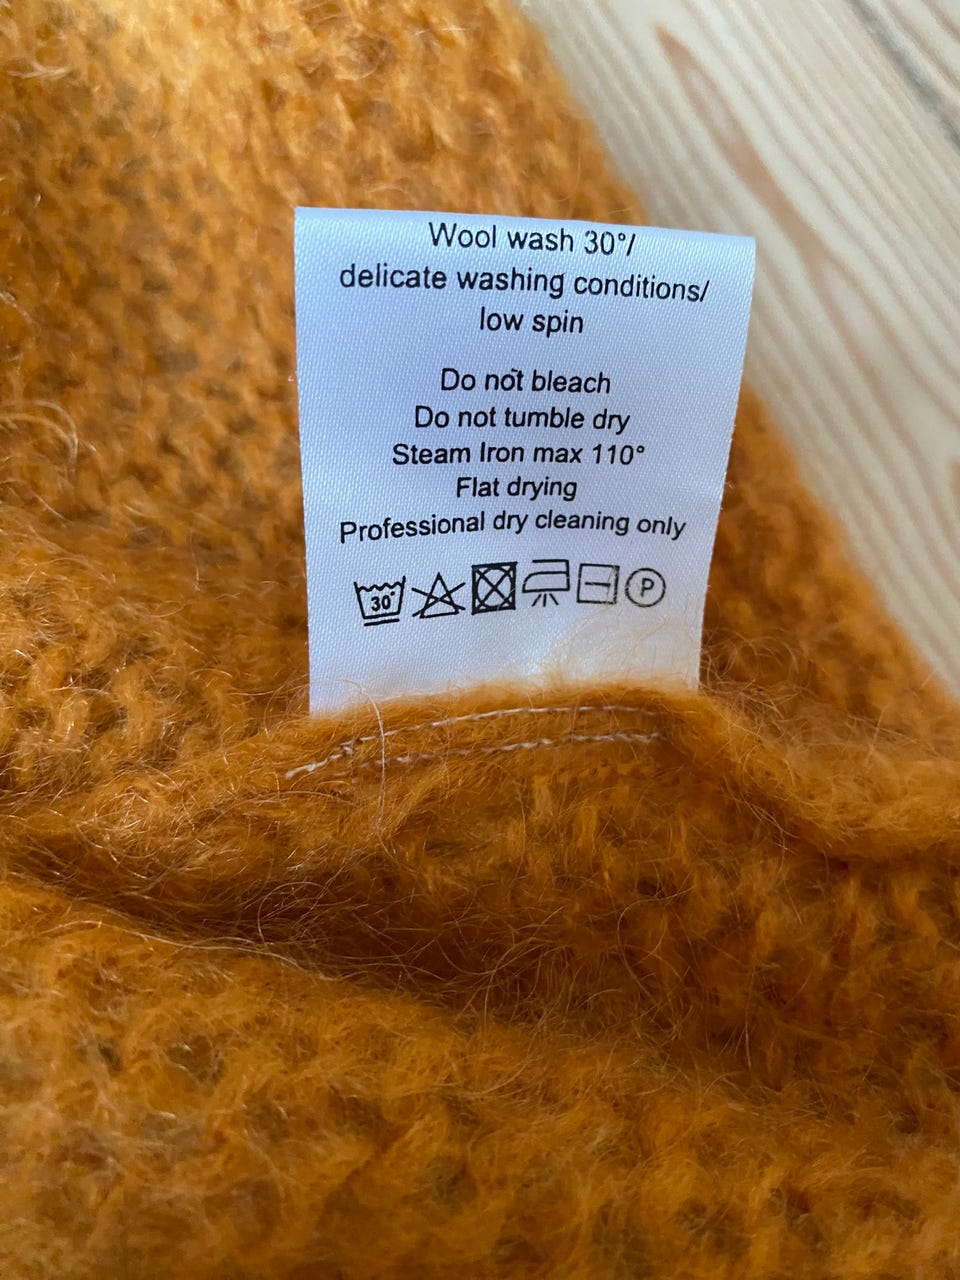 Wool wash 30°/
delicate washing conditions/
low spin
Do not bleach
Do not tumble dry
Steam Iron max 110°
Flat drying
Professional dry cleaning only
30° P